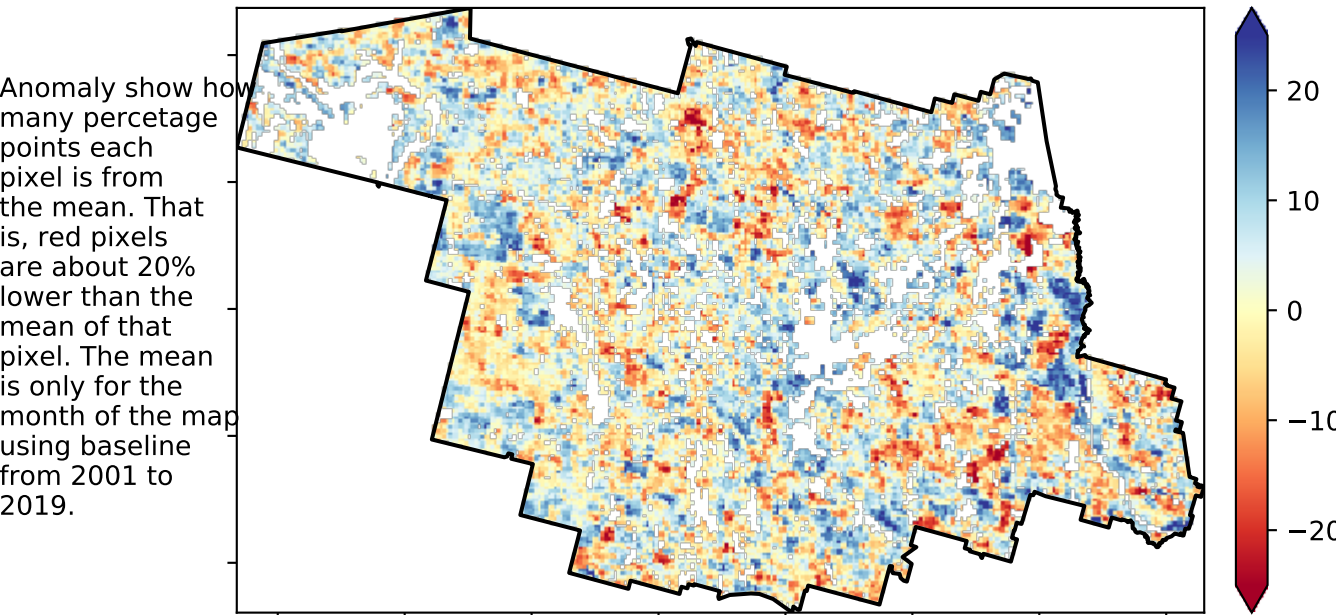 Anomaly show how
many percetage
points each
pixel is from
the mean. That
is, red pixels
are about 20%
lower than the
mean of that
pixel. The mean
is only for the
month of the map
using baseline
from 2001 to
2019.
20
10
0
−10
−20